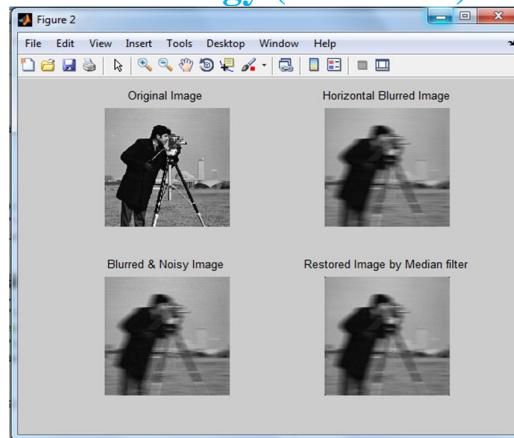 Figure 2
File Edit View Insert Tools Desktop Window Help
Original Image Horizontal Blurred Image
Blurred & Noisy Image Restored Image by Median filter